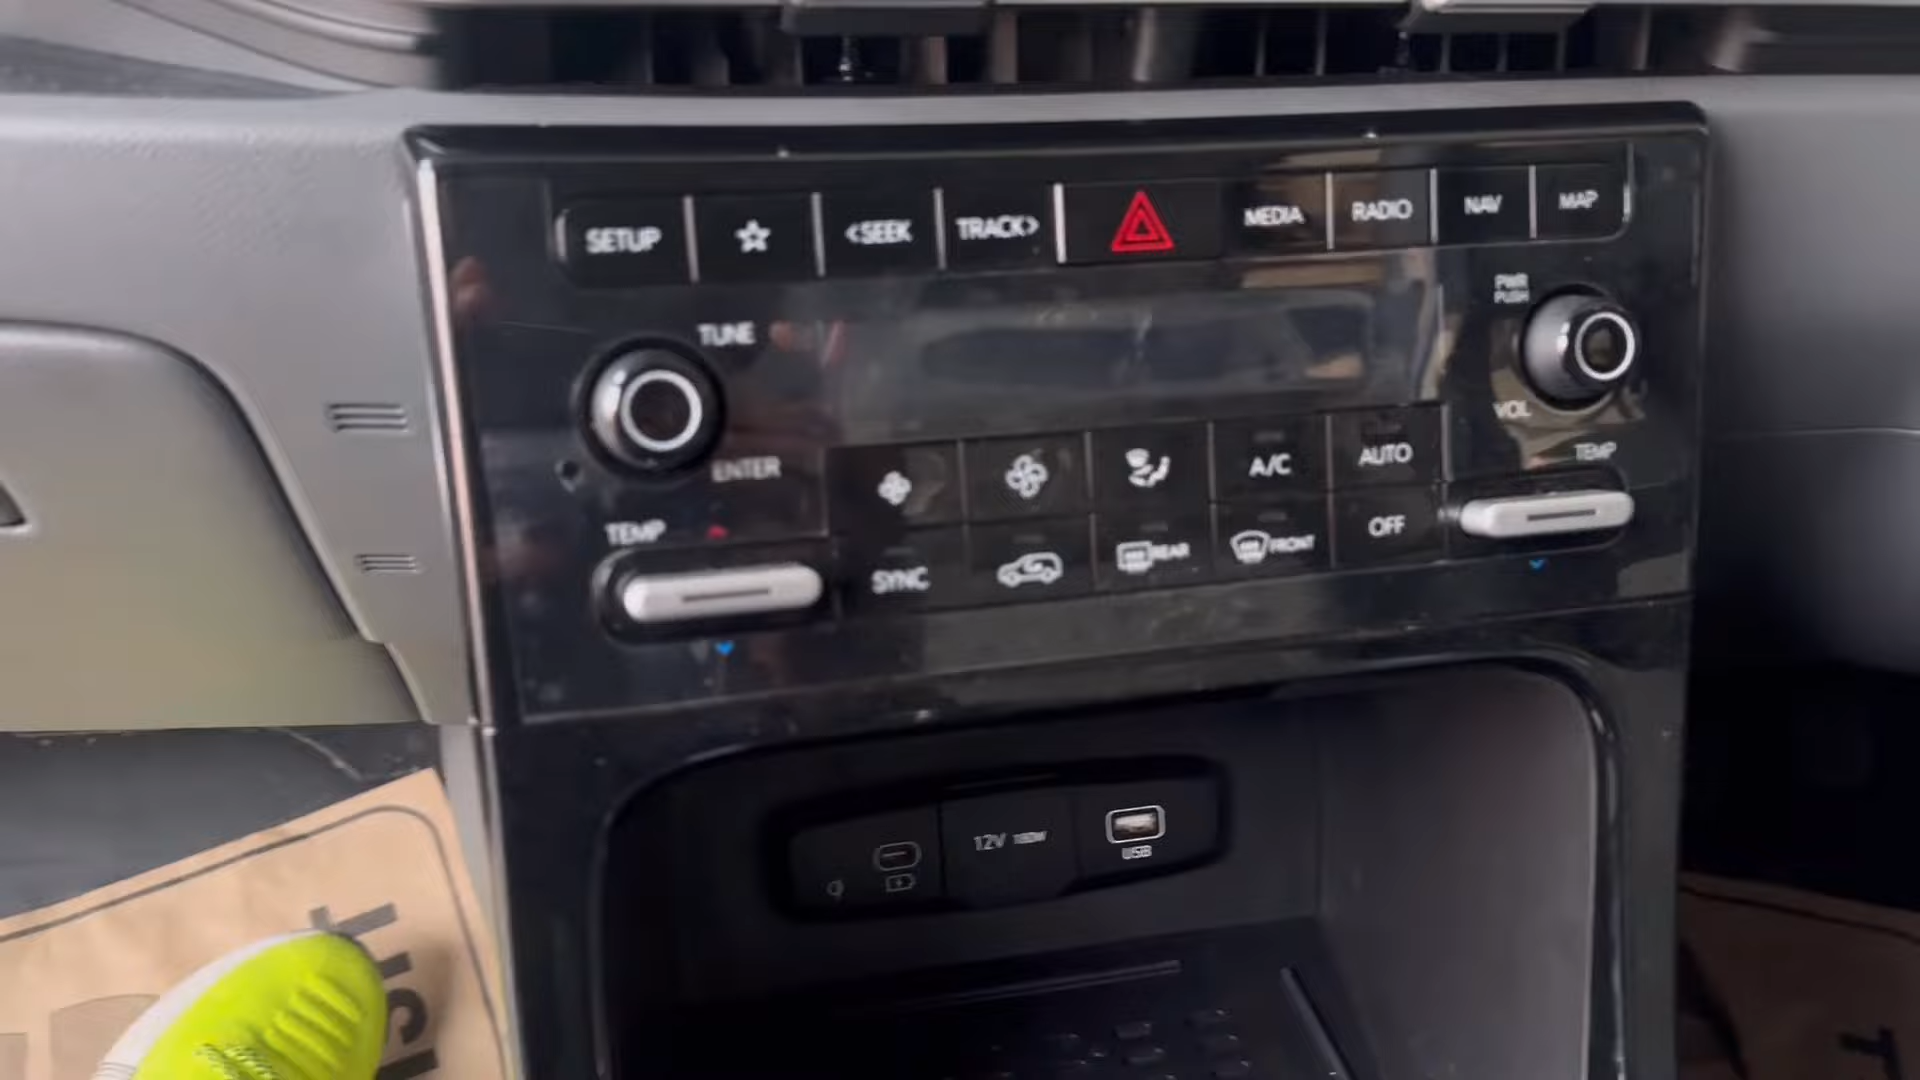 SETUP
<SEEK
TRACK>
MEDIA
RADIO
NAV
MAP
PWR
PUSH
TUNE
VOL
ENTER
A/C
AUTO
TEMP
TEMP
SYNC
REAR
FRONT
OFF
12V 180W
USB